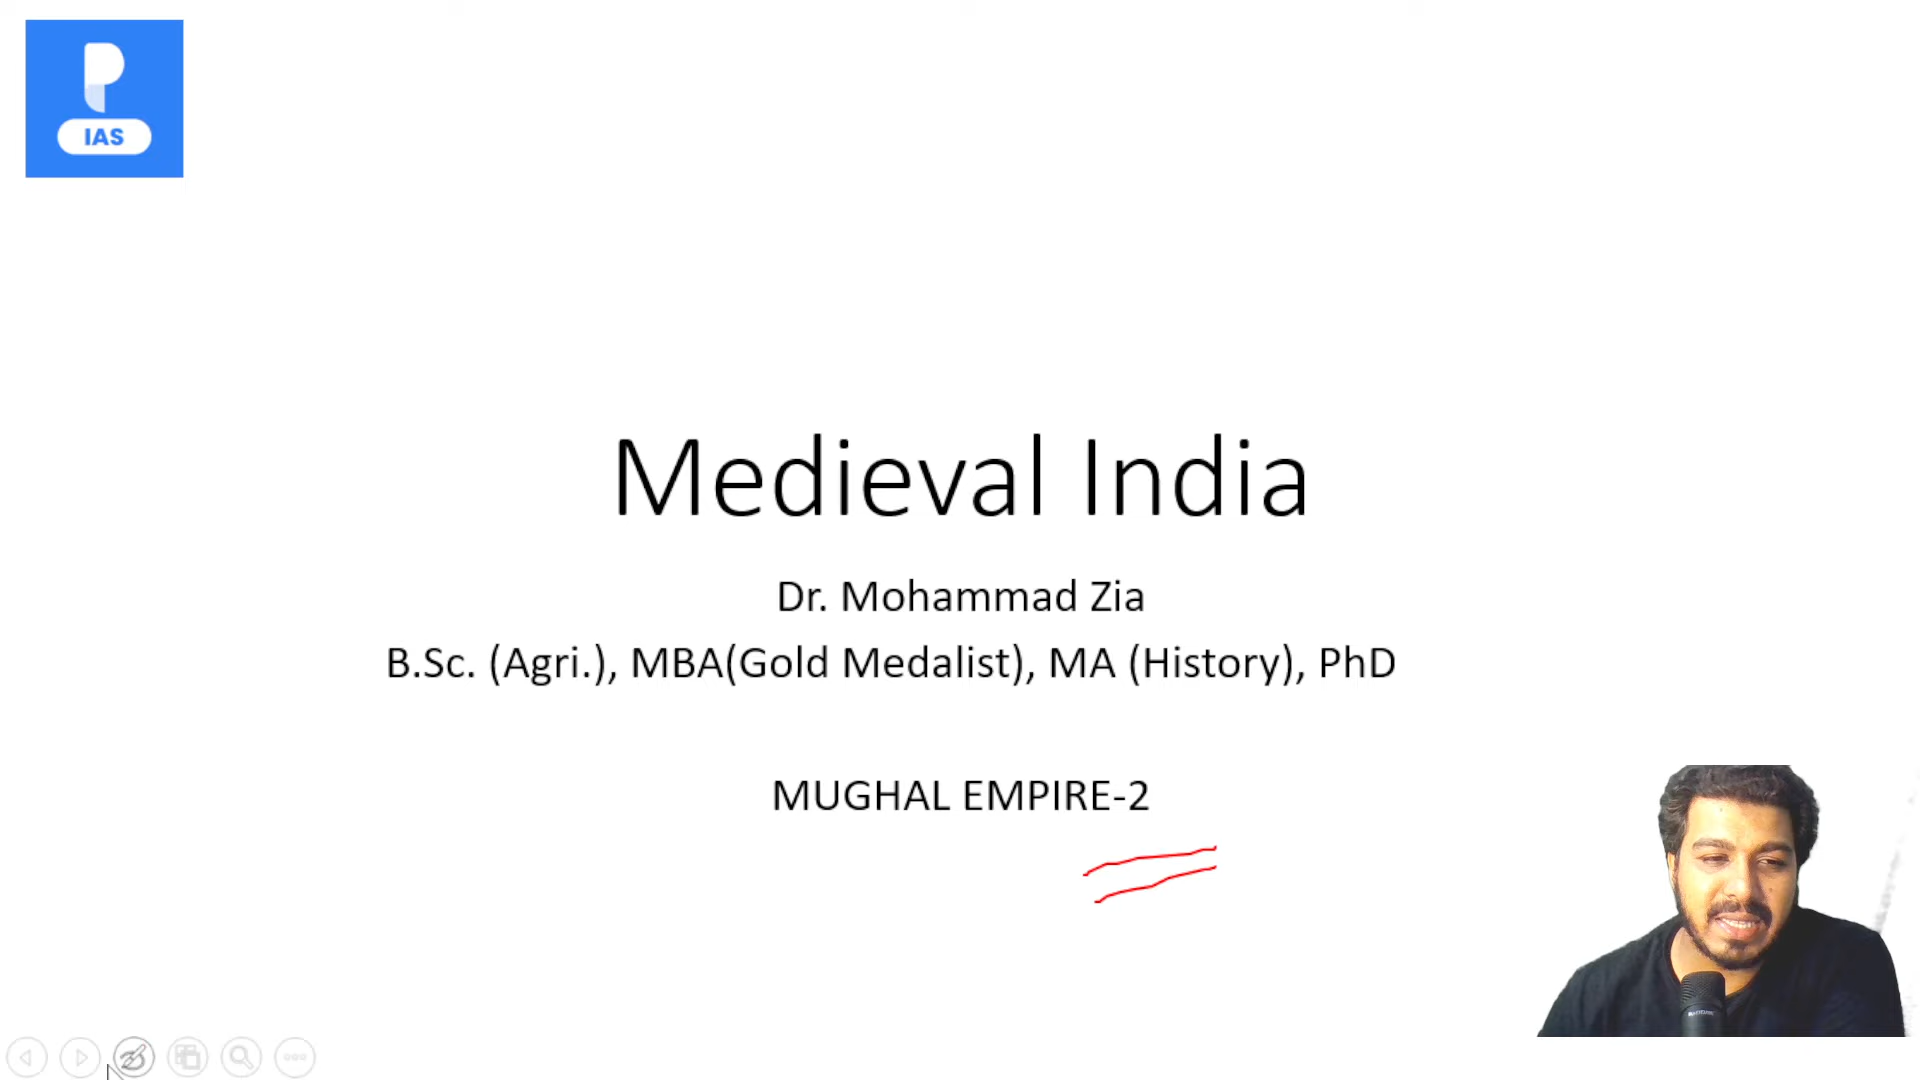 P
IAS
Medieval India
Dr. Mohammad Zia
B.Sc. (Agri.), MBA(Gold Medalist), MA (History), PhD
MUGHAL EMPIRE-2